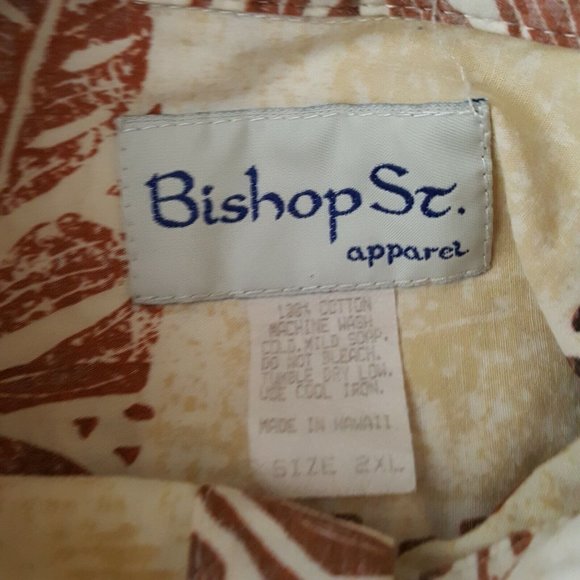 Bishop St.
apparel
100% COTTON
MACHINE WASH
COLD. MILD SOAP.
DO NOT BLEACH.
TUMBLE DRY LOW.
USE COOL IRON.
MADE IN HAWAII
SIZE 2XL